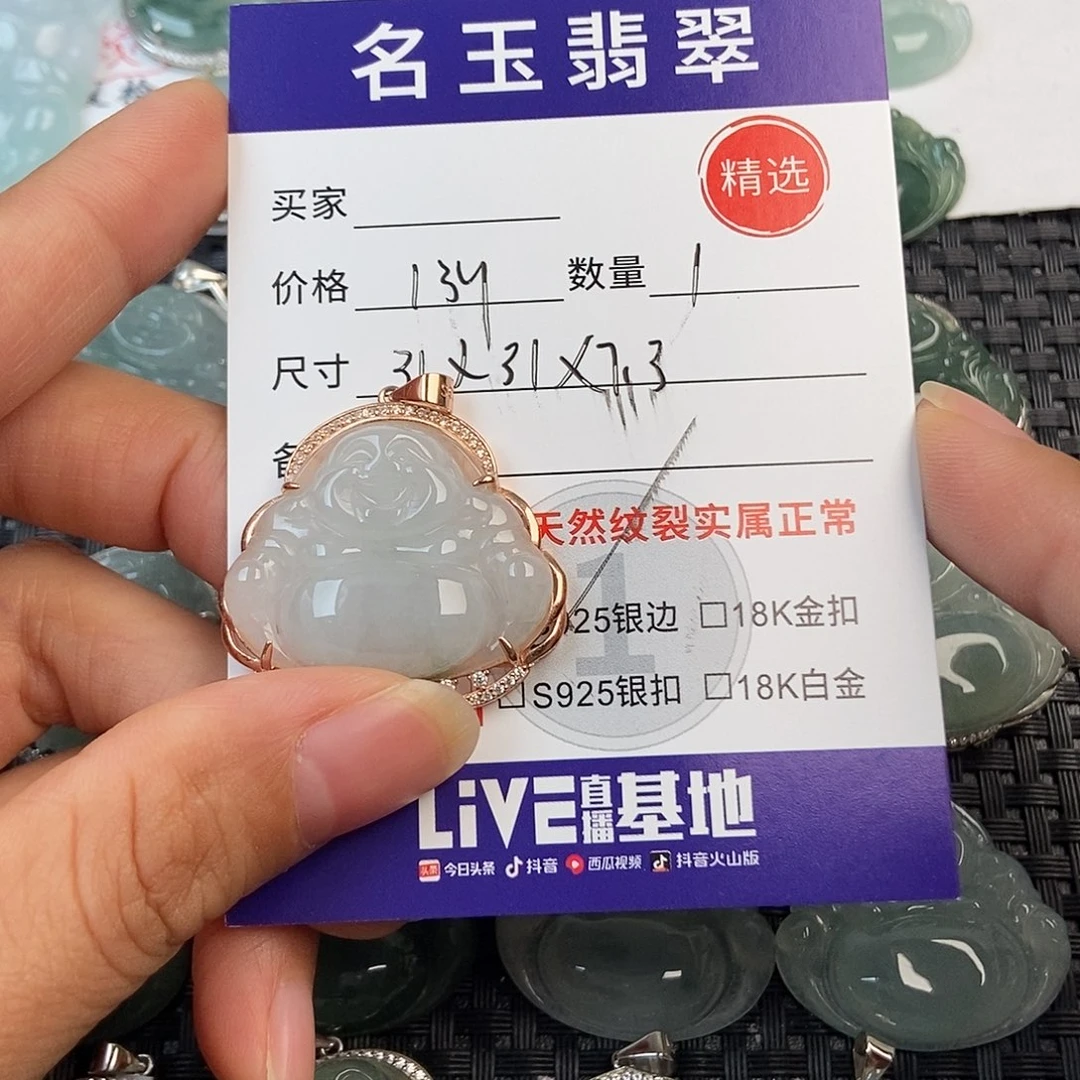 名玉翡翠
精选
买家
价格 134 数量 1
尺寸 31X31X7.3
天然纹裂实属正常
25银边 □18K金扣
□S925银扣 □18K白金
LiVE直播基地
头条 今日头条 抖音 西瓜视频 抖音火山版